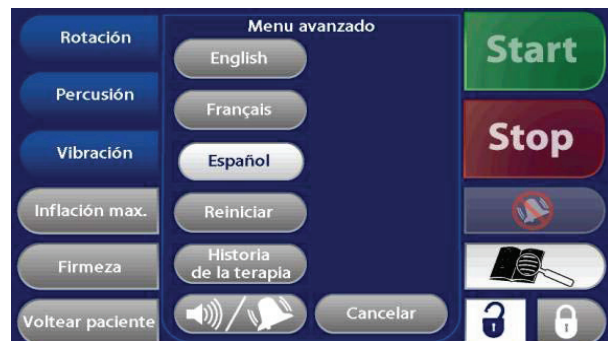 Rotación
Percusión
Vibración
Inflación max.
Firmeza
Voltear paciente
Menu avanzado
English
Français
Español
Reiniciar
Historia
de la terapia
Cancelar
Start
Stop